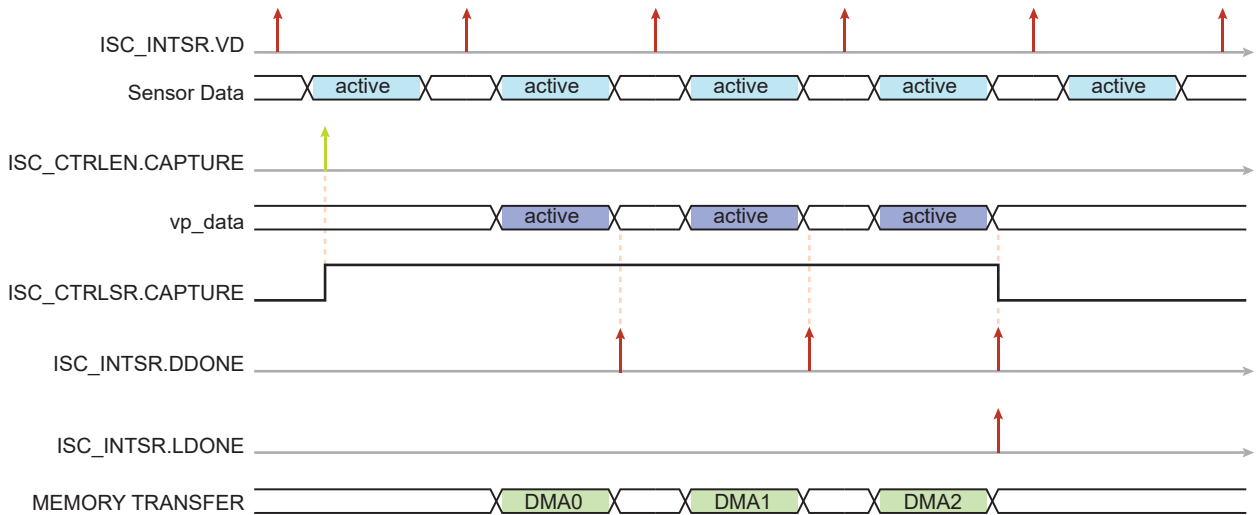 ISC_INTSR.VD
Sensor Data active active active active active
ISC_CTRLEN.CAPTURE
vp_data active active active
ISC_CTRLSR.CAPTURE
ISC_INTSR.DDONE
ISC_INTSR.LDONE
MEMORY TRANSFER DMA0 DMA1 DMA2